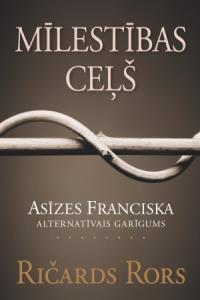 MĪLESTĪBAS
CEĻŠ
ASĪZES FRANCISKA
ALTERNATĪVAIS GARĪGUMS
RIČARDS RORS